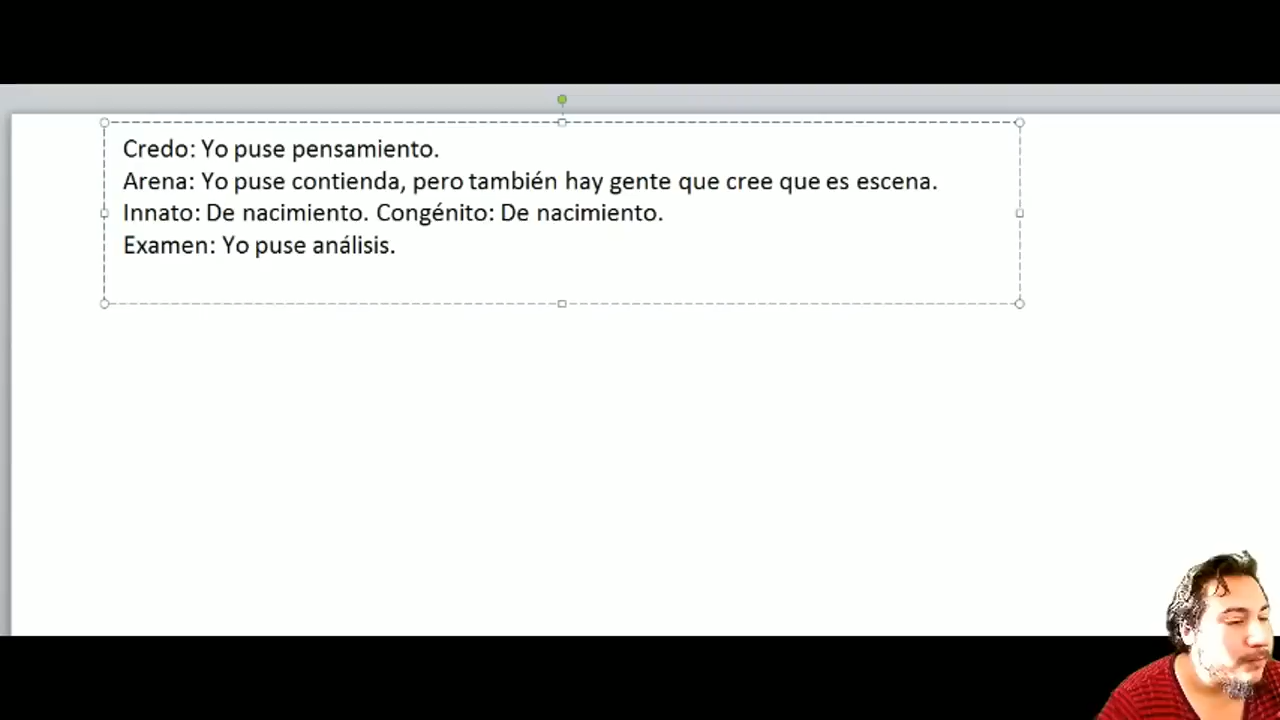 Credo: Yo puse pensamiento.
Arena: Yo puse contienda, pero también hay gente que cree que es escena.
Innato: De nacimiento. Congénito: De nacimiento.
Examen: Yo puse análisis.